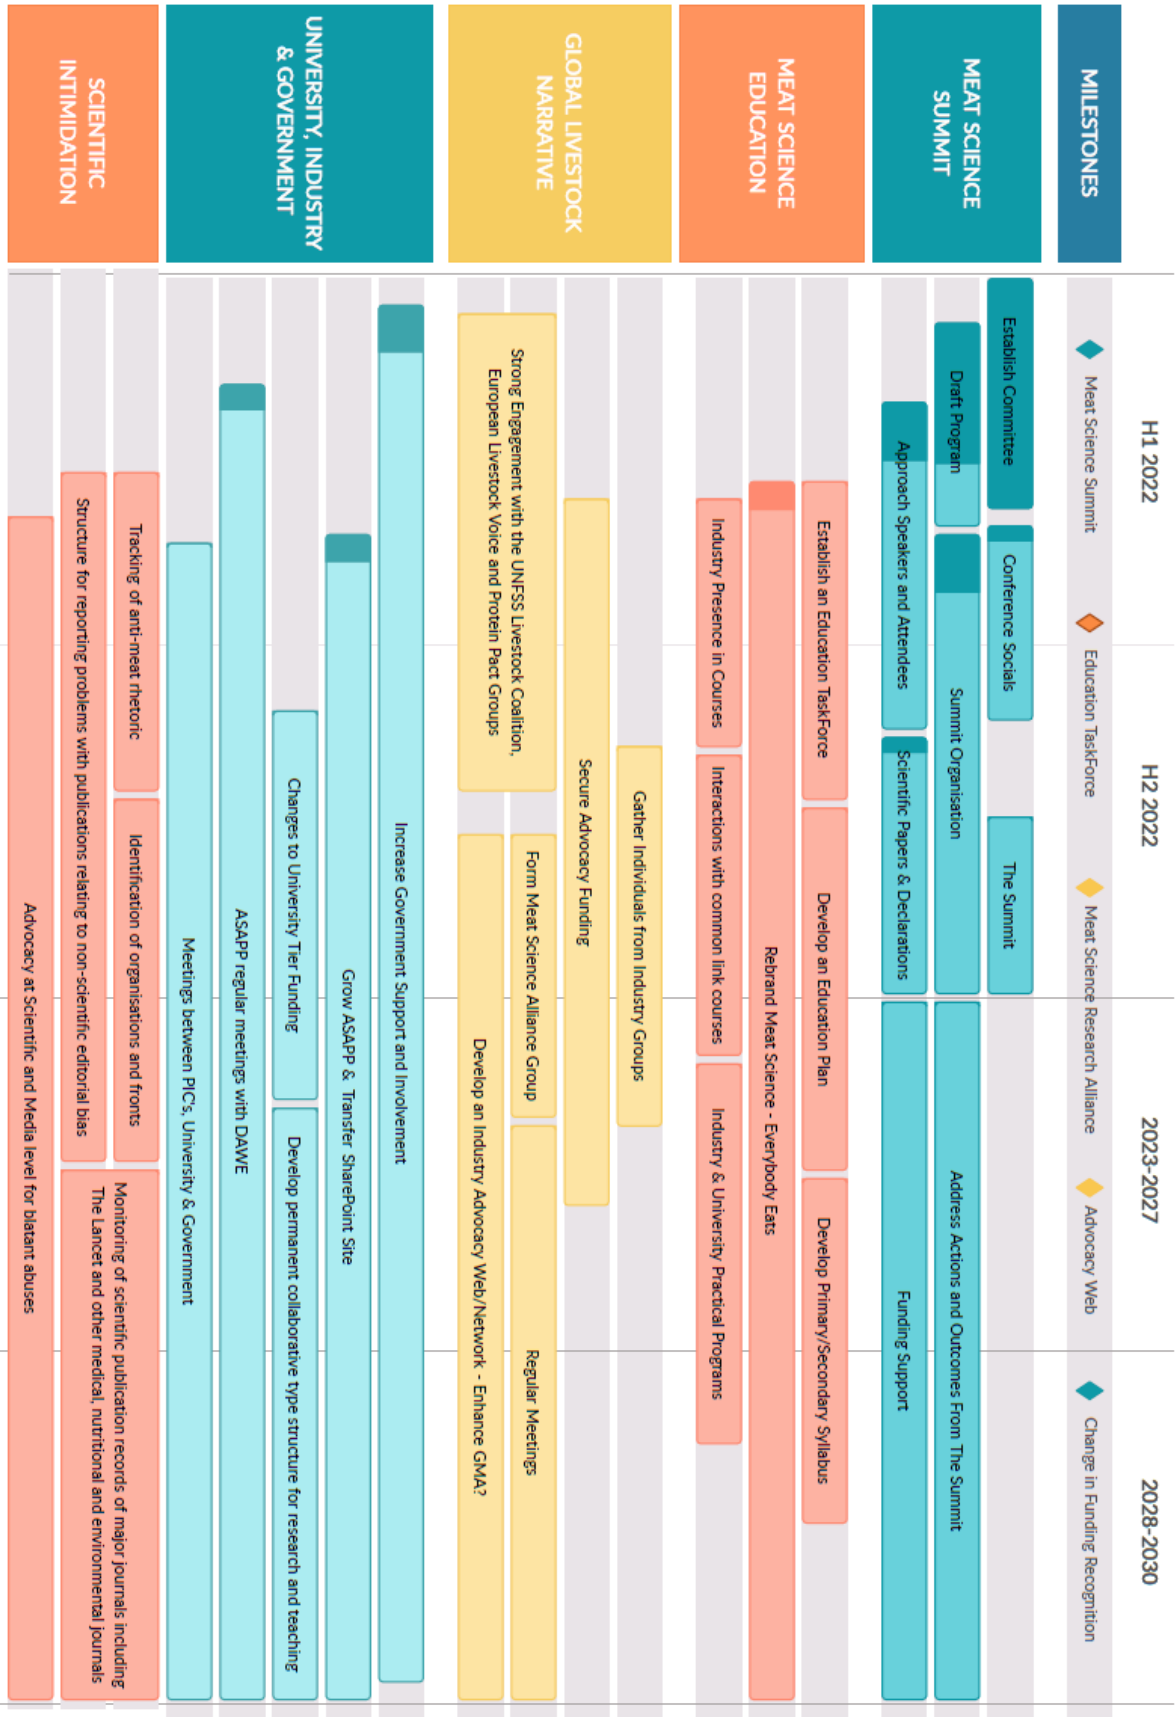 H1 2022
H2 2022
2023-2027
2028-2030
MILESTONES
Meat Science Summit
Education TaskForce
Meat Science Research Alliance
Advocacy Web
Change in Funding Recognition
MEAT SCIENCE
SUMMIT
Establish Committee
Conference Socials
The Summit
Draft Program
Summit Organisation
Address Actions and Outcomes From The Summit
Approach Speakers and Attendees
Scientific Papers & Declarations
Funding Support
MEAT SCIENCE
EDUCATION
Establish an Education TaskForce
Develop an Education Plan
Develop Primary/Secondary Syllabus
Rebrand Meat Science - Everybody Eats
Industry Presence in Courses
Interactions with common link courses
Industry & University Practical Programs
GLOBAL LIVESTOCK
NARRATIVE
Gather Individuals from Industry Groups
Secure Advocacy Funding
Strong Engagement with the UNFSS Livestock Coalition,
European Livestock Voice and Protein Pact Groups
Form Meat Science Alliance Group
Regular Meetings
Develop an Industry Advocacy Web/Network - Enhance GMA?
UNIVERSITY, INDUSTRY
& GOVERNMENT
Increase Government Support and Involvement
Grow ASAPP & Transfer SharePoint Site
Changes to University Tier Funding
Develop permanent collaborative type structure for research and teaching
ASAPP regular meetings with DAWE
Meetings between PIC's, University & Government
SCIENTIFIC
INTIMIDATION
Tracking of anti-meat rhetoric
Identification of organisations and fronts
Structure for reporting problems with publications relating to non-scientific editorial bias
Monitoring of scientific publication records of major journals including
The Lancet and other medical, nutritional and environmental journals
Advocacy at Scientific and Media level for blatant abuses